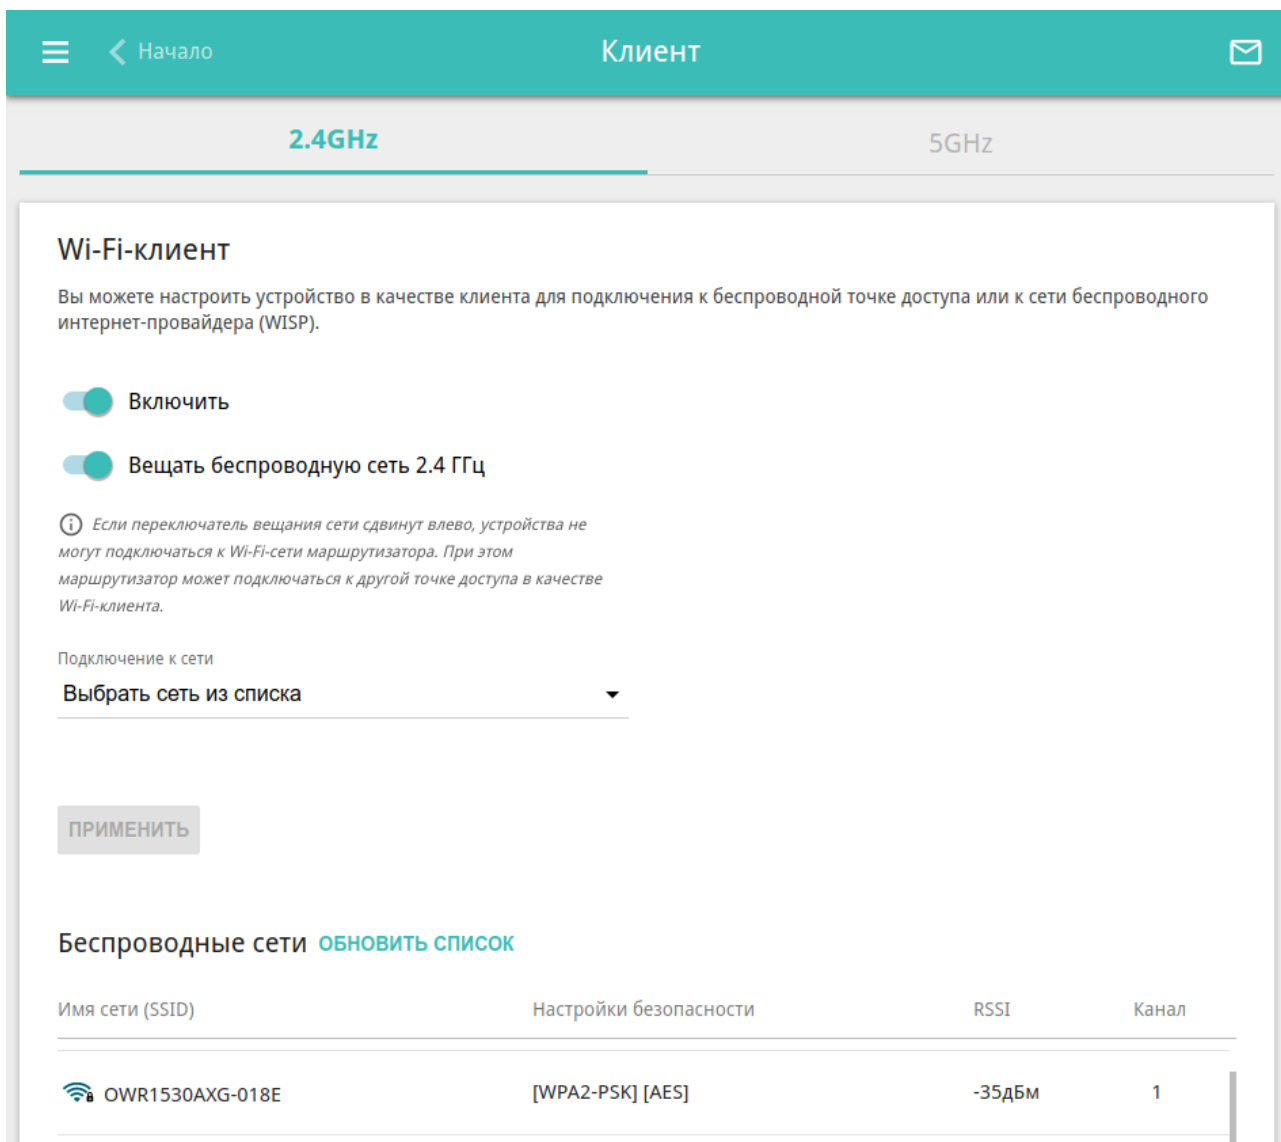 Начало
Клиент
2.4GHz
5GHz
Wi-Fi-клиент
Вы можете настроить устройство в качестве клиента для подключения к беспроводной точке доступа или к сети беспроводного
интернет-провайдера (WISP).
Включить
Вещать беспроводную сеть 2.4 ГГц
Если переключатель вещания сети сдвинут влево, устройства не
могут подключаться к Wi-Fi-сети маршрутизатора. При этом
маршрутизатор может подключаться к другой точке доступа в качестве
Wi-Fi-клиента.
Подключение к сети
Выбрать сеть из списка
ПРИМЕНИТЬ
Беспроводные сети ОБНОВИТЬ СПИСОК
Имя сети (SSID) Настройки безопасности RSSI Канал
OWR1530AXG-018E [WPA2-PSK] [AES] -35дБм 1